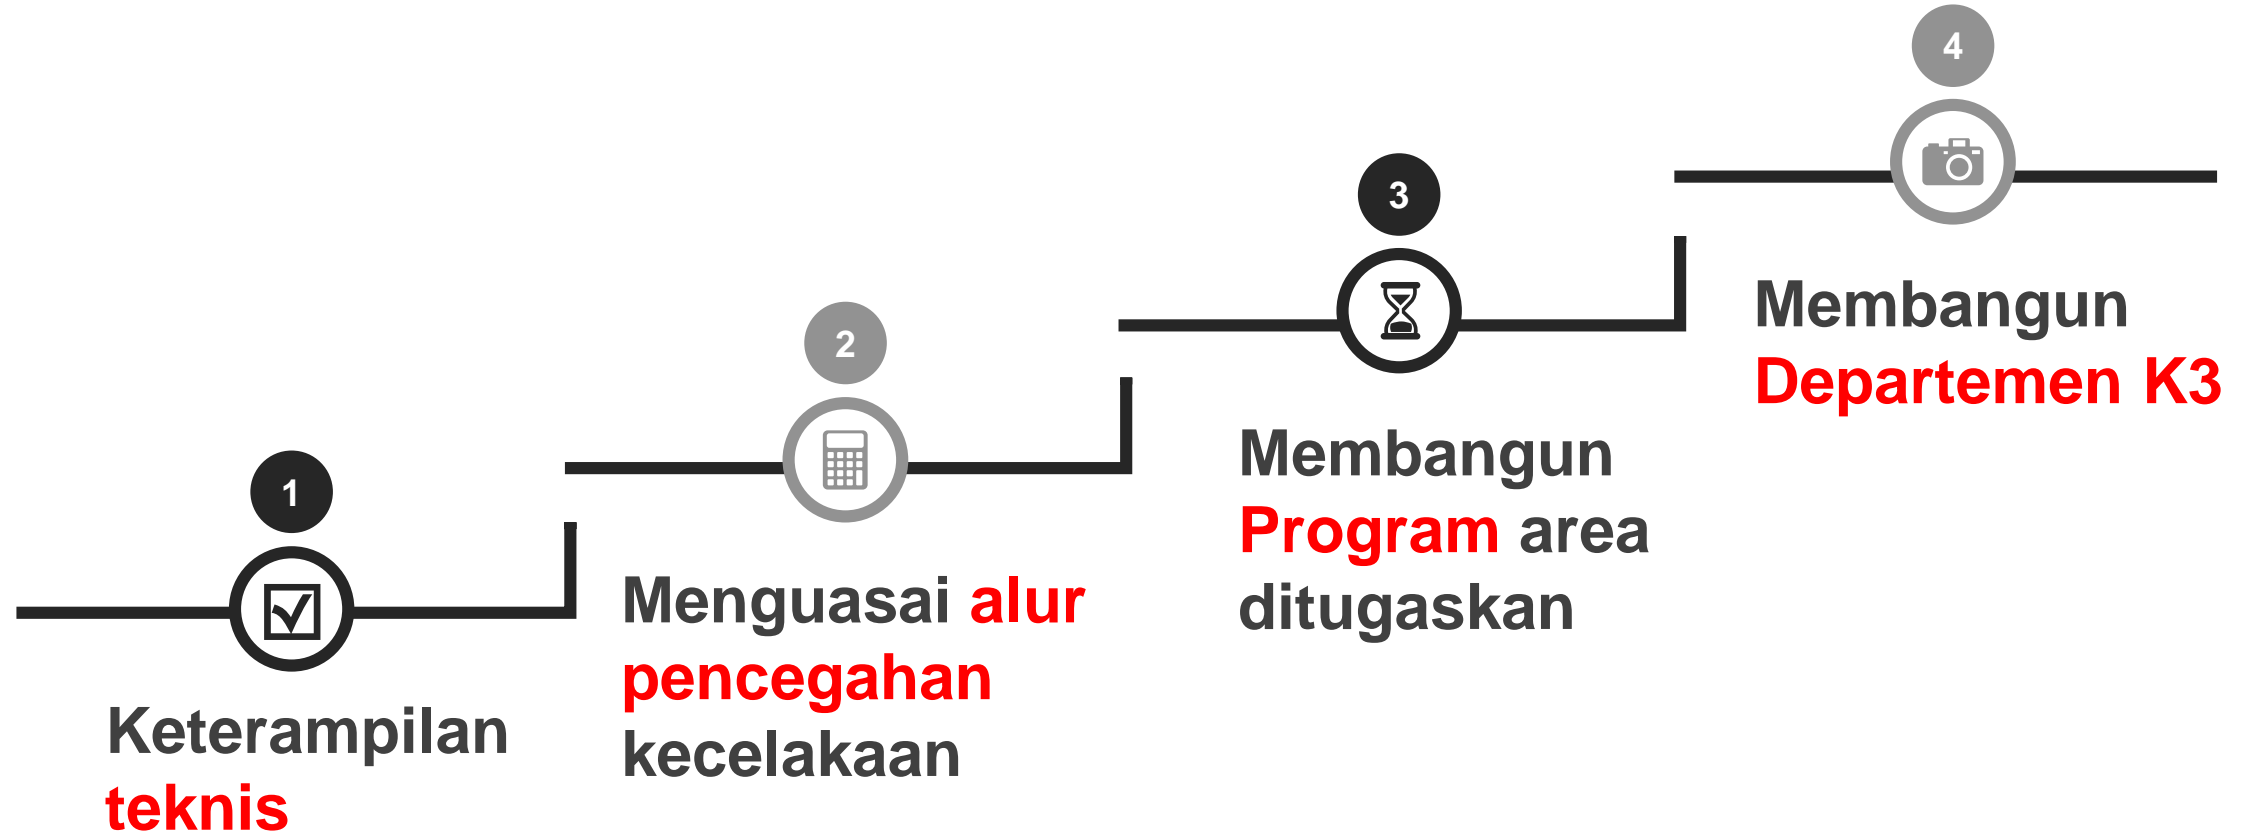 1
Keterampilan
teknis
2
Menguasai alur
pencegahan
kecelakaan
3
Membangun
Program area
ditugaskan
4
Membangun
Departemen K3